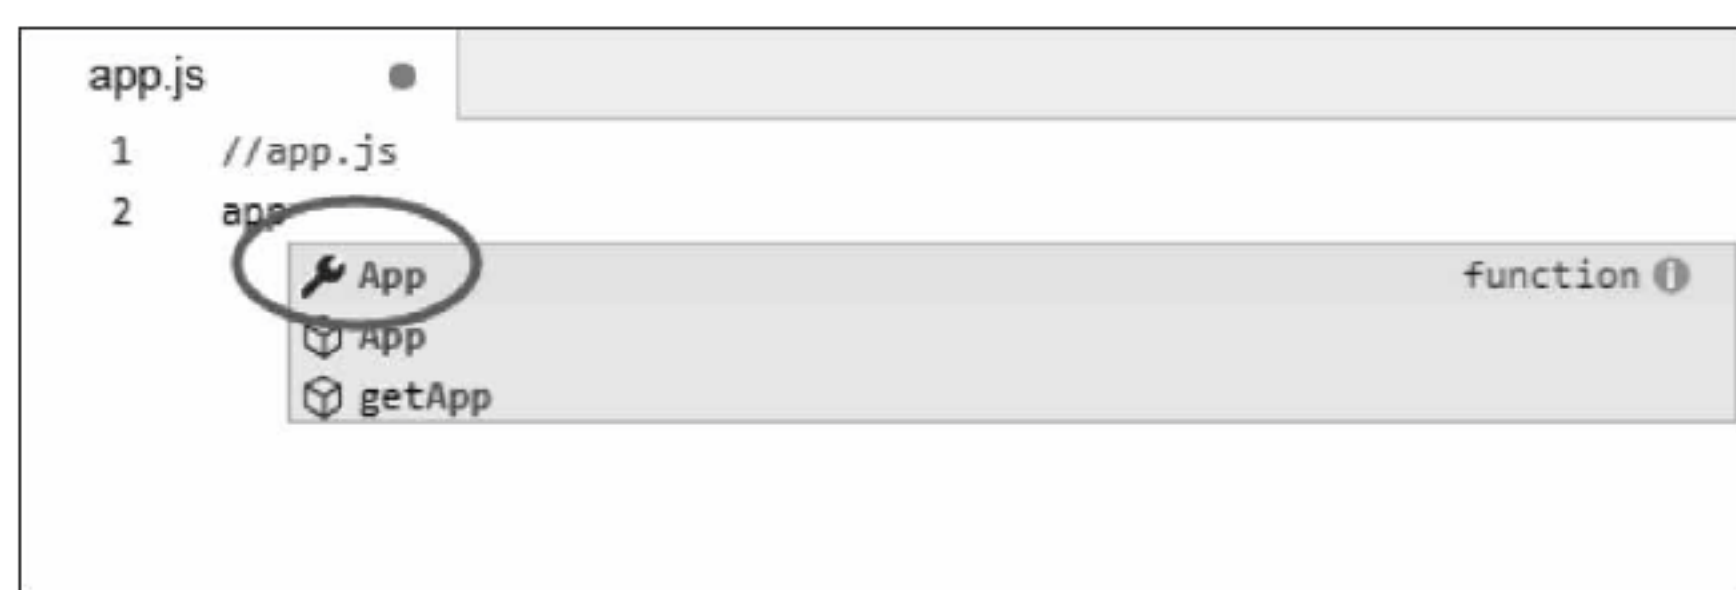 app.js
1 //app.js
2 app
App function
App
getApp